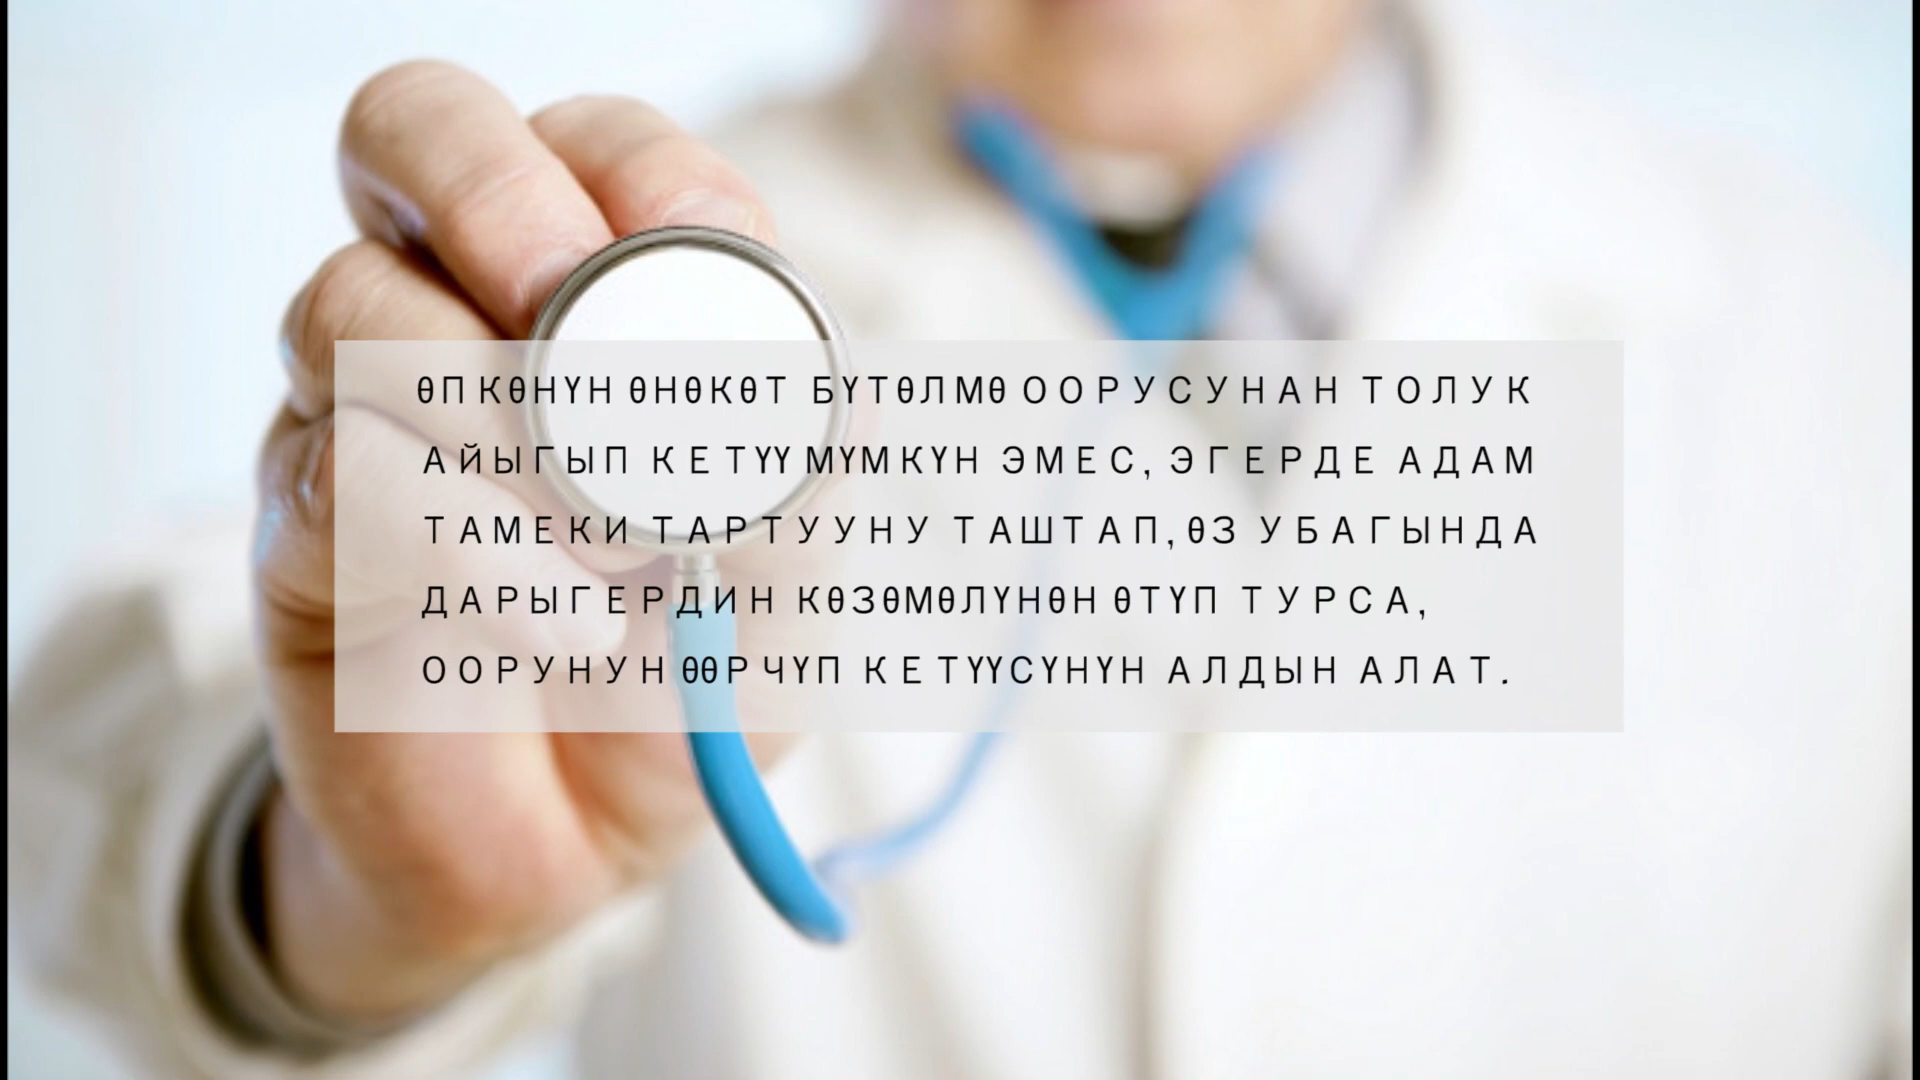 ӨПКӨНҮН ӨНӨКӨТ БҮТӨЛМӨ ООРУСУНАН ТОЛУК
АЙЫГЫП КЕТҮҮ МҮМКҮН ЭМЕС, ЭГЕРДЕ АДАМ
ТАМЕКИ ТАРТУУНУ ТАШТАП,ӨЗ УБАГЫНДА
ДАРЫГЕРДИН КӨЗӨМӨЛҮНӨН ӨТҮП ТУРСА,
ООРУНУН ӨӨРЧҮП КЕТҮҮСҮНҮН АЛДЫН АЛАТ.